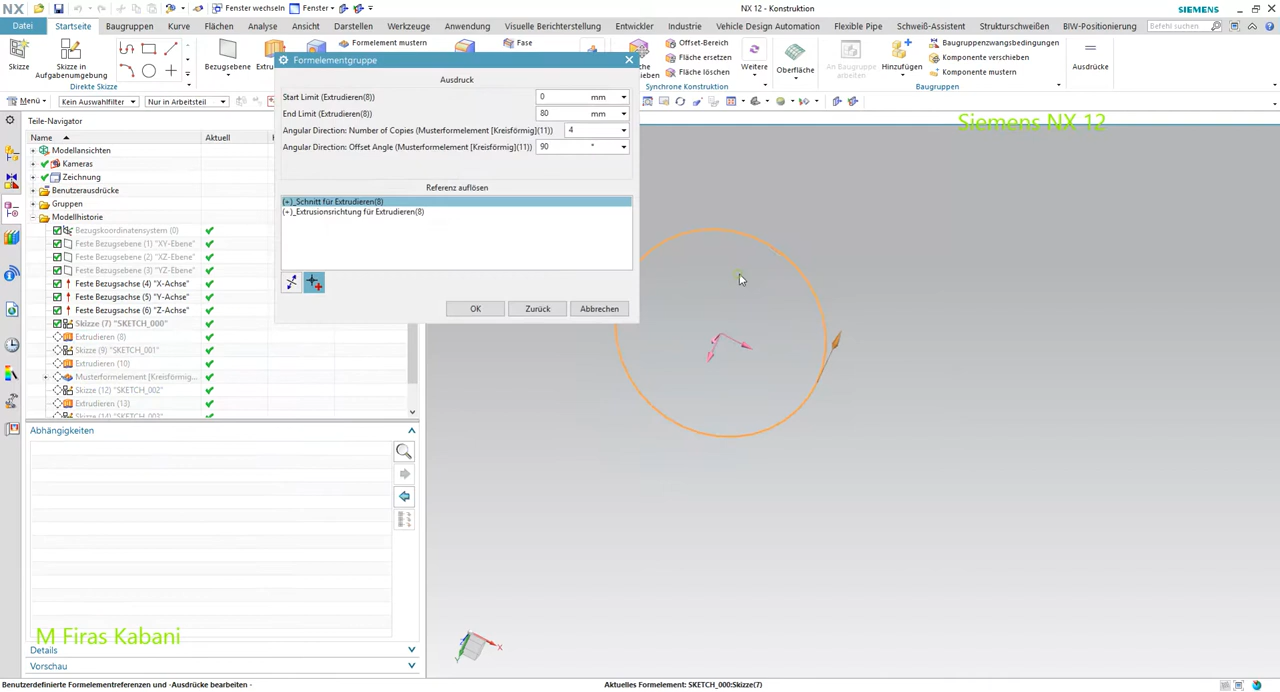 NX
Fenster wechseln
Fenster
NX 12 - Konstruktion
SIEMENS
Datei
Startseite
Baugruppen
Kurve
Flächen
Analyse
Ansicht
Darstellen
Werkzeuge
Anwendung
Visuelle Berichterstellung
Entwickler
Industrie
Vehicle Design Automation
Flexible Pipe
Schweiß-Assistent
Strukturschweißen
BIW-Positionierung
Befehl suchen
Skizze
Skizze in
Aufgabenumgebung
Direkte Skizze
Bezugsebene
Formelement mustern
Fase
Offset-Bereich
Fläche ersetzen
Fläche löschen
Weitere
Synchrone Konstruktion
Oberfläche
An Baugruppe
arbeiten
Hinzufügen
Baugruppenzwangsbedingungen
Komponente verschieben
Komponente mustern
Baugruppen
Ausdrücke
Menü
Kein Auswahlfilter
Nur in Arbeitsteil
Formelementgruppe
Ausdruck
Start Limit (Extrudieren(8)) 0 mm
End Limit (Extrudieren(8)) 80 mm
Angular Direction: Number of Copies (Musterformelement [Kreisförmig](11)) 4
Angular Direction: Offset Angle (Musterformelement [Kreisförmig](11)) 90 °
Referenz auflösen
(+)_Schnitt für Extrudieren(8)
(+)_Extrusionsrichtung für Extrudieren(8)
OK
Zurück
Abbrechen
Teile-Navigator
Name
Aktuell
Modellansichten
Kameras
Zeichnung
Benutzerausdrücke
Gruppen
Modellhistorie
Bezugskoordinatensystem (0)
Feste Bezugsebene (1) "XY-Ebene"
Feste Bezugsebene (2) "XZ-Ebene"
Feste Bezugsebene (3) "YZ-Ebene"
Feste Bezugsachse (4) "X-Achse"
Feste Bezugsachse (5) "Y-Achse"
Feste Bezugsachse (6) "Z-Achse"
Skizze (7) "SKETCH_000"
Extrudieren (8)
Skizze (9) "SKETCH_001"
Extrudieren (10)
Musterformelement [Kreisförmig...
Skizze (12) "SKETCH_002"
Extrudieren (13)
Skizze (14) "SKETCH_003"
Abhängigkeiten
Details
Vorschau
M Firas Kabani
Siemens NX 12
X
Y
Benutzerdefinierte Formelementreferenzen und -Ausdrücke bearbeiten -
Aktuelles Formelement: SKETCH_000:Skizze(7)